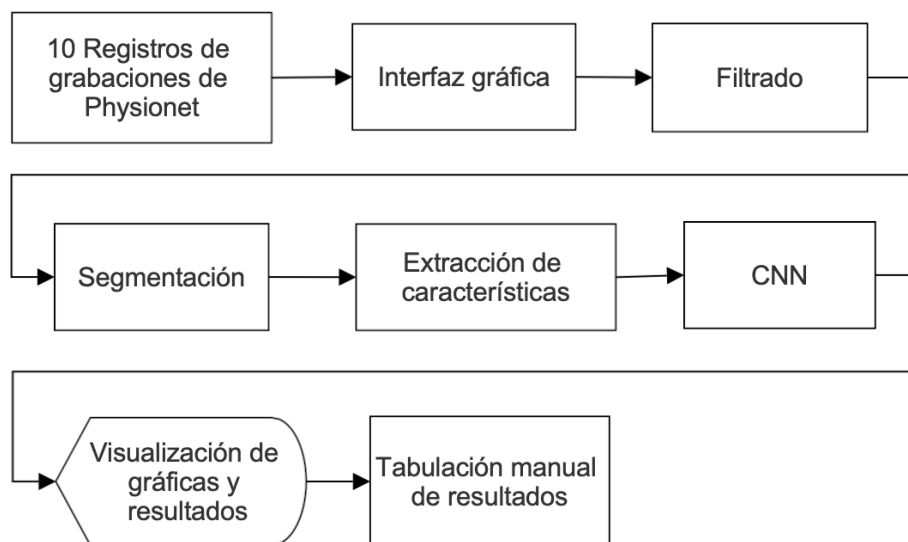 10 Registros de
grabaciones de
Physionet
Interfaz gráfica
Filtrado
Segmentación
Extracción de
características
CNN
Visualización de
gráficas y
resultados
Tabulación manual
de resultados